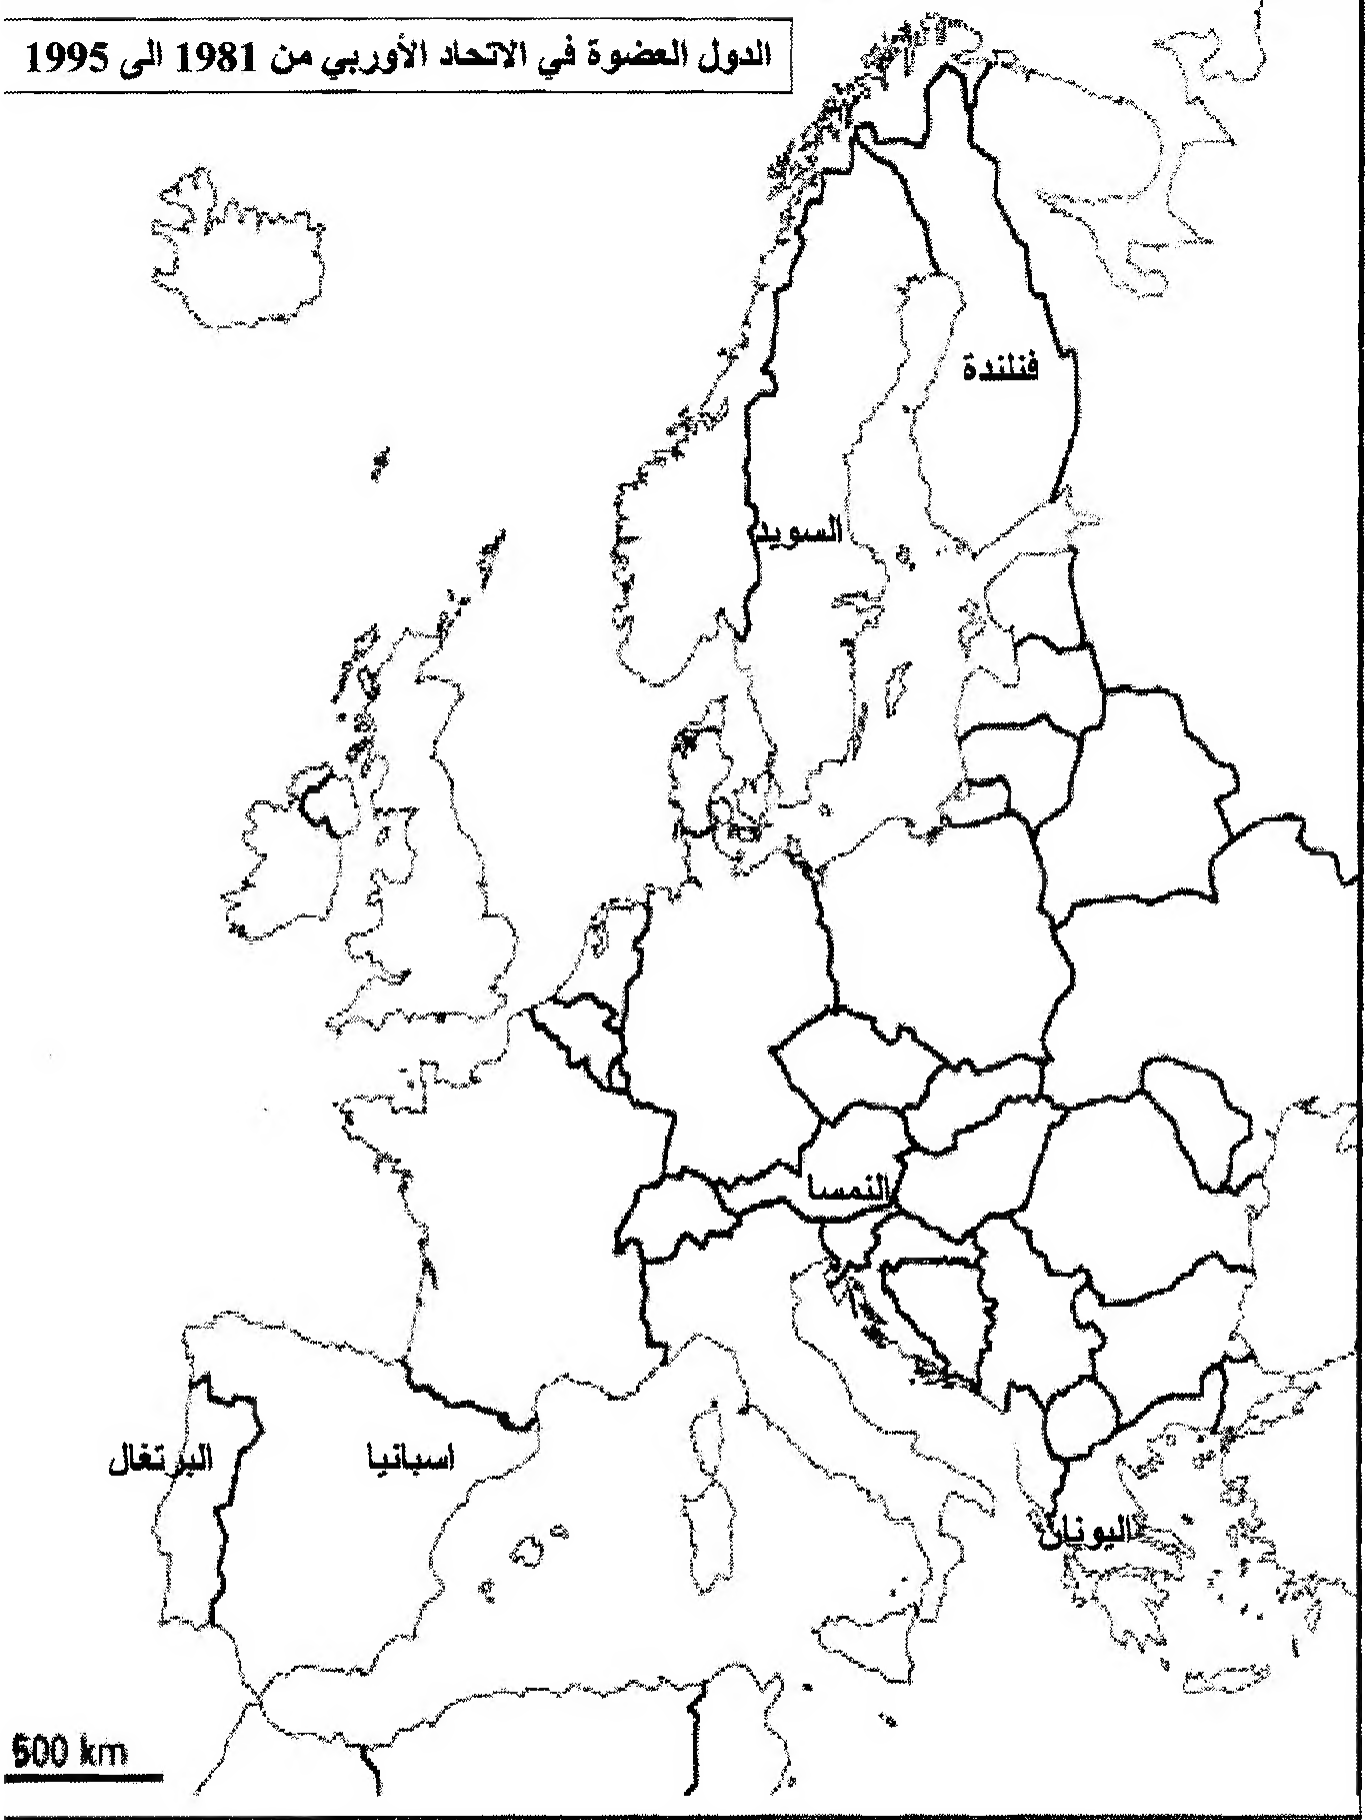 الدول العضوة في الاتحاد الأوربي من 1981 الى 1995
فنلندة
السويد
النمسا
البرتغال
اسبانيا
اليونان
500 km